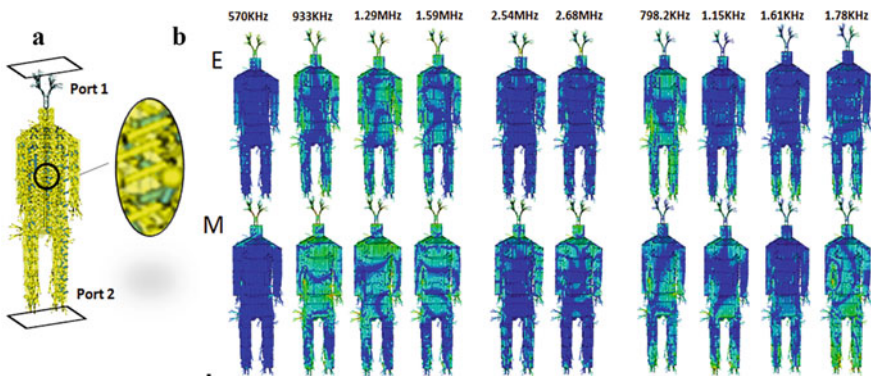 a
b
570KHz 933KHz 1.29MHz 1.59MHz 2.54MHz 2.68MHz 798.2KHz 1.15KHz 1.61KHz 1.78KHz
E
Port 1
M
Port 2